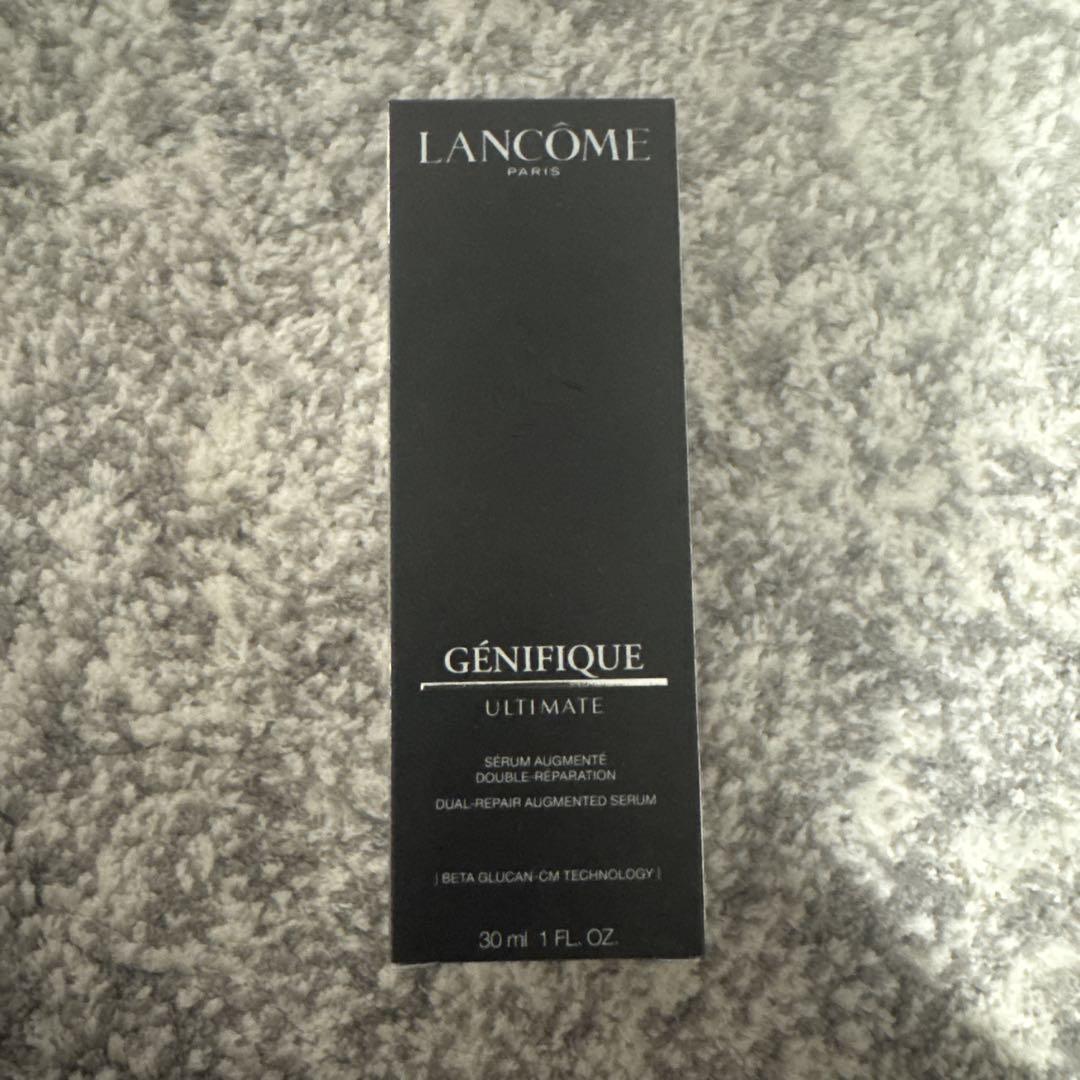 LANCÔME
PARIS
GÉNIFIQUE
ULTIMATE
SÉRUM AUGMENTÉ
DOUBLE-RÉPARATION
DUAL-REPAIR AUGMENTED SERUM
[ BETA GLUCAN-CM TECHNOLOGY ]
30 ml 1 FL. OZ.